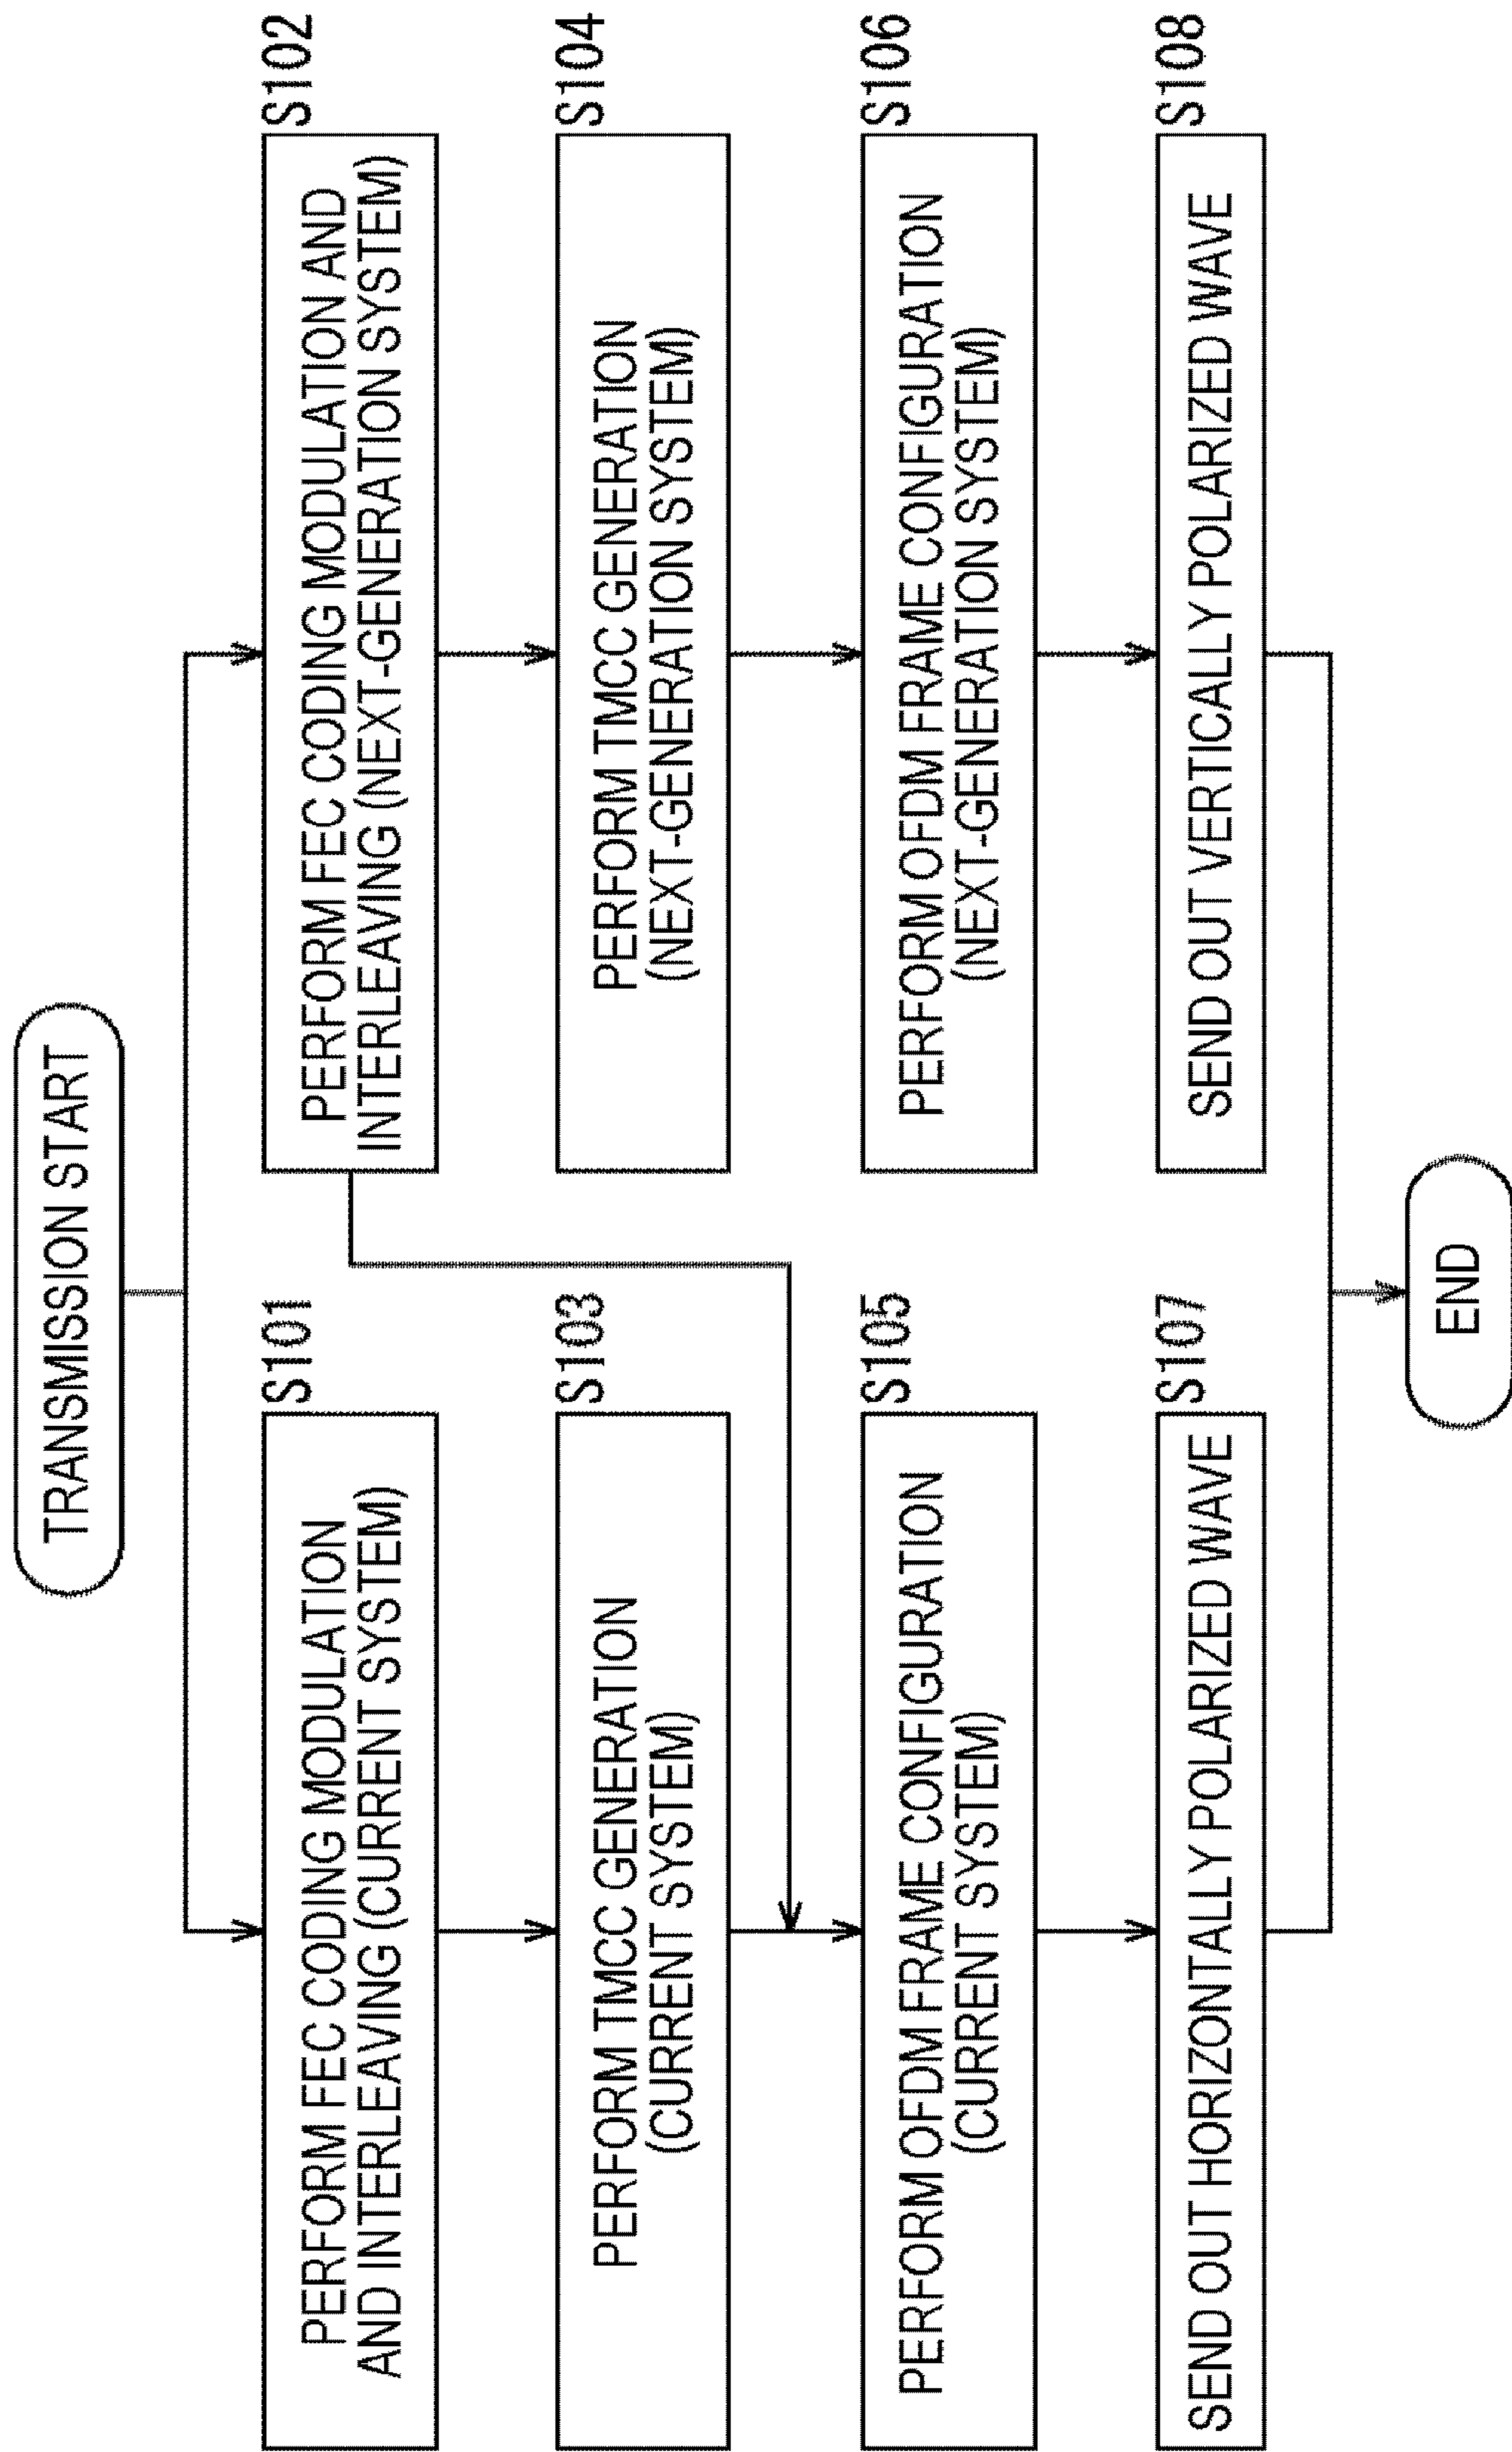 TRANSMISSION START
S101
PERFORM FEC CODING MODULATION
AND INTERLEAVING (CURRENT SYSTEM)
S102
PERFORM FEC CODING MODULATION AND
INTERLEAVING (NEXT-GENERATION SYSTEM)
S103
PERFORM TMCC GENERATION
(CURRENT SYSTEM)
S104
PERFORM TMCC GENERATION
(NEXT-GENERATION SYSTEM)
S105
PERFORM OFDM FRAME CONFIGURATION
(CURRENT SYSTEM)
S106
PERFORM OFDM FRAME CONFIGURATION
(NEXT-GENERATION SYSTEM)
S107
SEND OUT HORIZONTALLY POLARIZED WAVE
S108
SEND OUT VERTICALLY POLARIZED WAVE
END